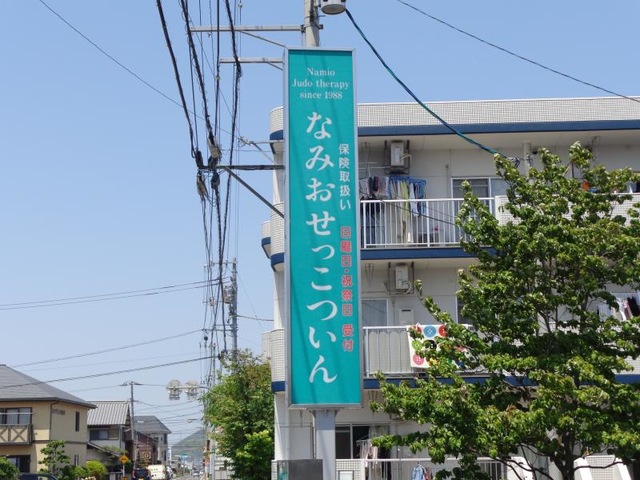 Namio
Judo therapy
since 1988
保険取扱い 日曜日・祝祭日 受付
なみおせっこついん